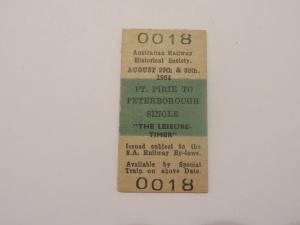 0018
Australian Railway
Historical Society.
AUGUST 29th & 30th,
1964
PT. PIRIE TO
PETERBOROUGH
SINGLE
"THE LEISURE-
TIMER"
Issued subject to the
S.A. Railway By-laws.
Available by Special
Train on above Date.
0018